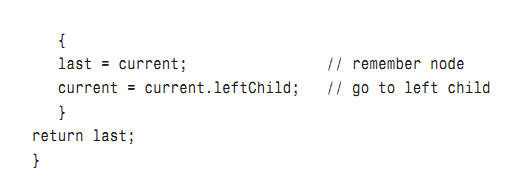 {
last = current; // remember node
current = current.leftChild; // go to left child
}
return last;
}